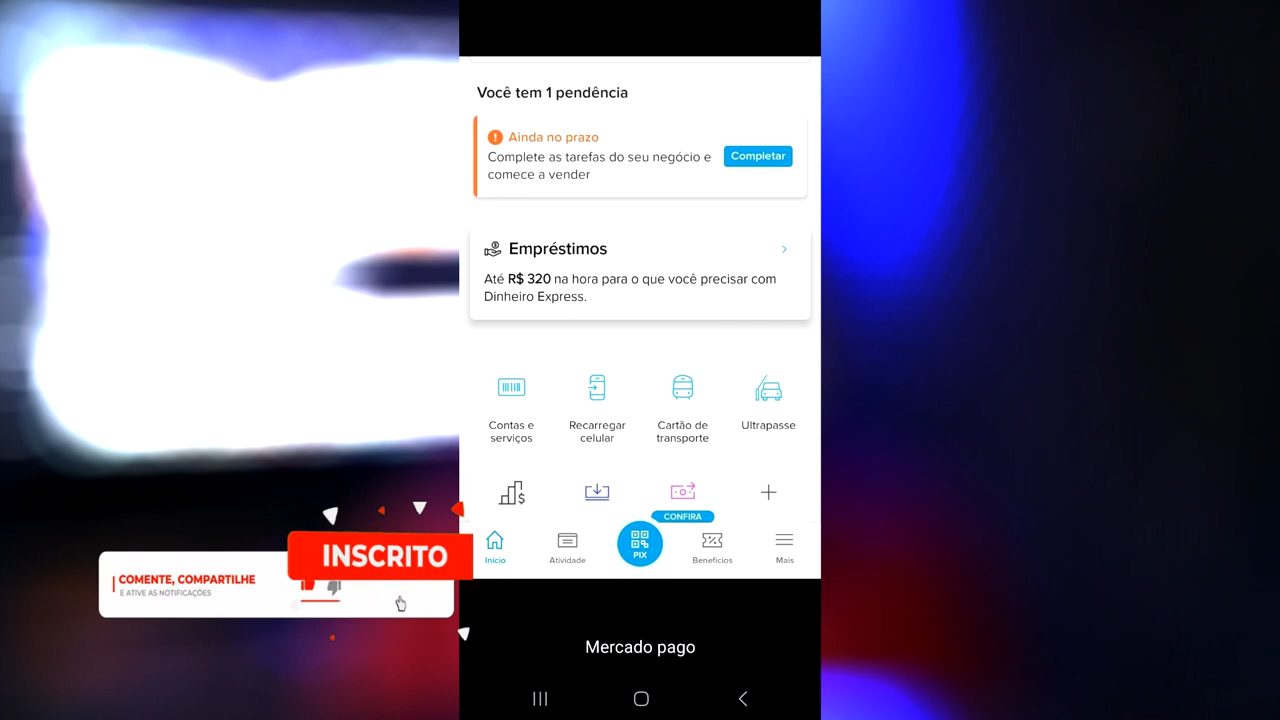 Você tem 1 pendência
Ainda no prazo
Complete as tarefas do seu negócio e
comece a vender
Completar
Empréstimos
Até R$ 320 na hora para o que você precisar com
Dinheiro Express.
Contas e
serviços
Recarregar
celular
Cartão de
transporte
Ultrapasse
CONFIRA
Início
Atividade
PIX
Benefícios
Mais
INSCRITO
COMENTE, COMPARTILHE
E ATIVE AS NOTIFICAÇÕES
Mercado pago